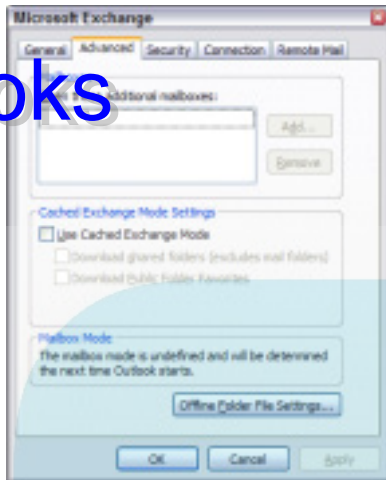 Microsoft Exchange
General Advanced Security Connection Remote Mail
oks
additional mailboxes:
Add...
Remove
Cached Exchange Mode Settings
Use Cached Exchange Mode
Download shared folders (excludes mail folders)
Download Public Folder Favorites
Mailbox Mode
The mailbox mode is undefined and will be determined
the next time Outlook starts.
Offline Folder File Settings...
OK Cancel Apply